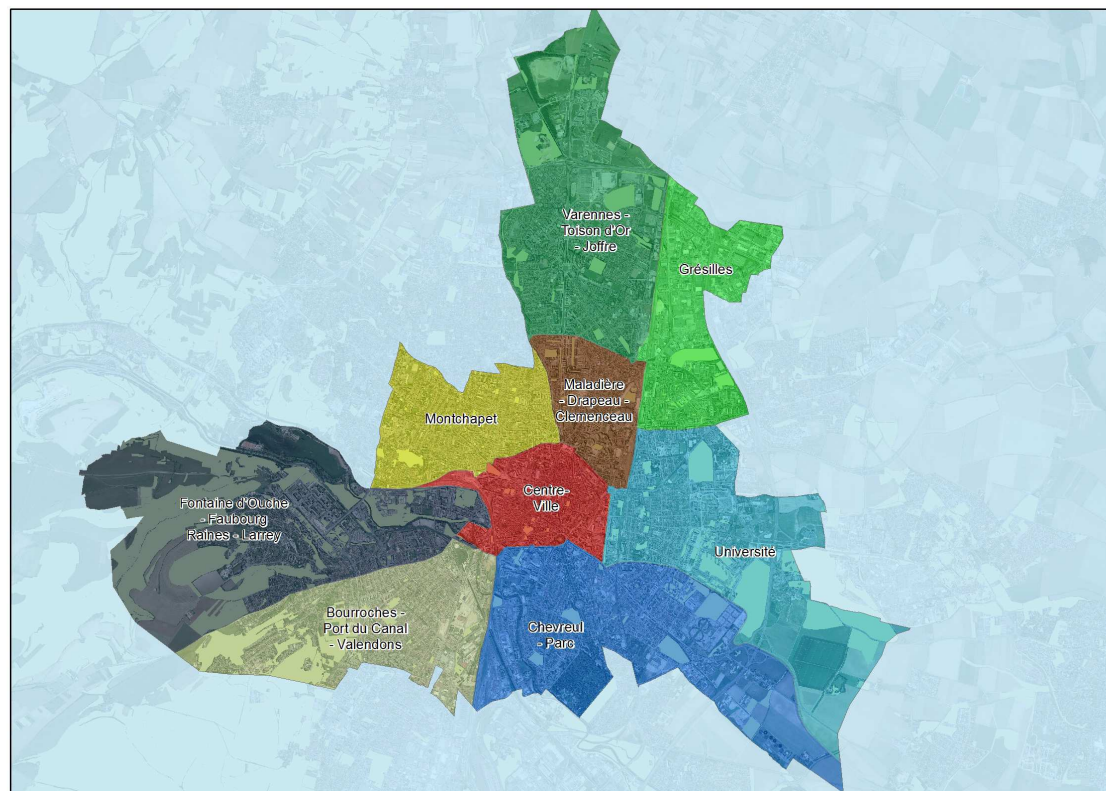 Varennes -
Toison d'Or
- Joffre
Grésilles
Maladière
- Drapeau -
Clemenceau
Montchapet
Centre-
Ville
Fontaine d'Ouche
- Faubourg
Raines - Larrey
Université
Bourroches -
Port du Canal
- Valendons
Chevreul
- Parc